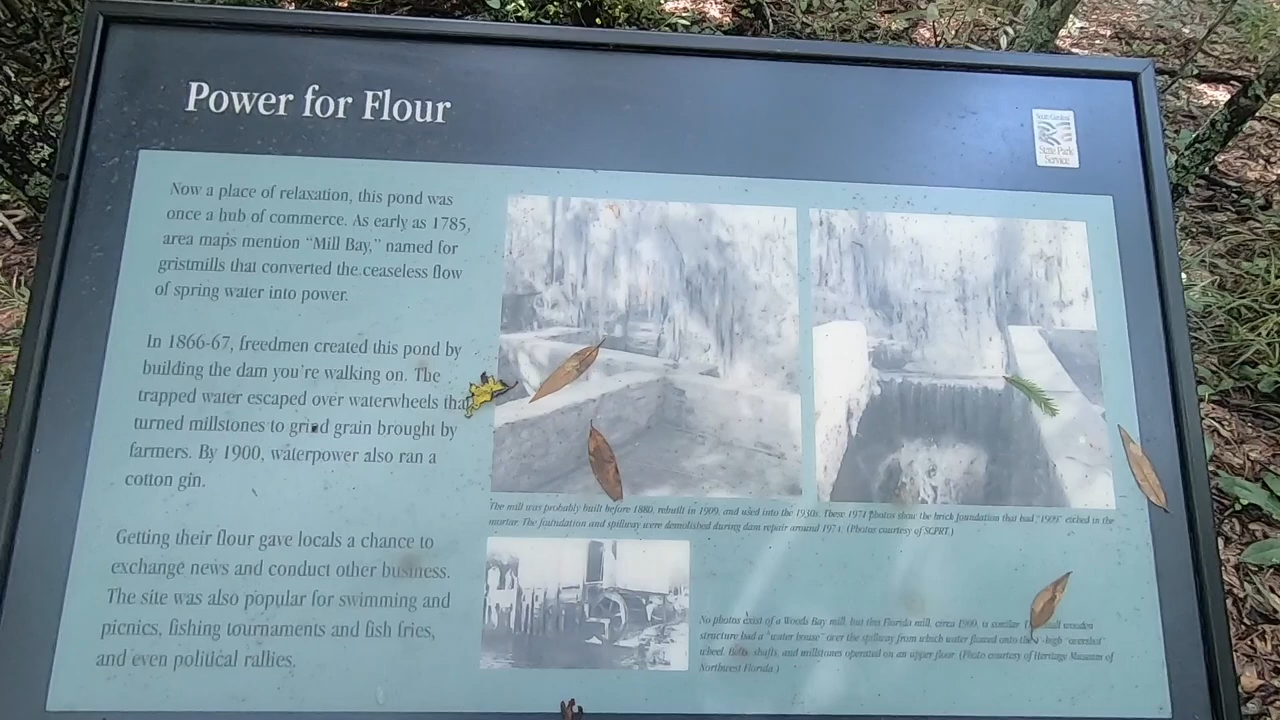 Power for Flour
South Carolina
State Park
Service
Now a place of relaxation, this pond was
once a hub of commerce. As early as 1785,
area maps mention “Mill Bay,” named for
gristmills that converted the ceaseless flow
of spring water into power.
In 1866-67, freedmen created this pond by
building the dam you're walking on. The
trapped water escaped over waterwheels tha
turned millstones to grind grain brought by
farmers. By 1900, waterpower also ran a
cotton gin.
Getting their flour gave locals a chance to
exchange news and conduct other business.
The site was also popular for swimming and
picnics, fishing tournaments and fish fries,
and even political rallies.
The mill was probably built before 1880, rebuilt in 1909, and used into the 1930s. These 1971 photos show the brick foundation that had "1909" etched in the
mortar. The foundation and spillway were demolished during dam repair around 1974. (Photos courtesy of SCPRT.)
No photos exist of a Woods Bay mill, but this Florida mill, circa 1900, is similar. wooden
structure had a "water house" over the spillway from which water flowed onto the -high "overshot"
wheel. Belts, shafts, and millstones operated on an upper floor. (Photo courtesy of Heritage Museum of
Northwest Florida.)